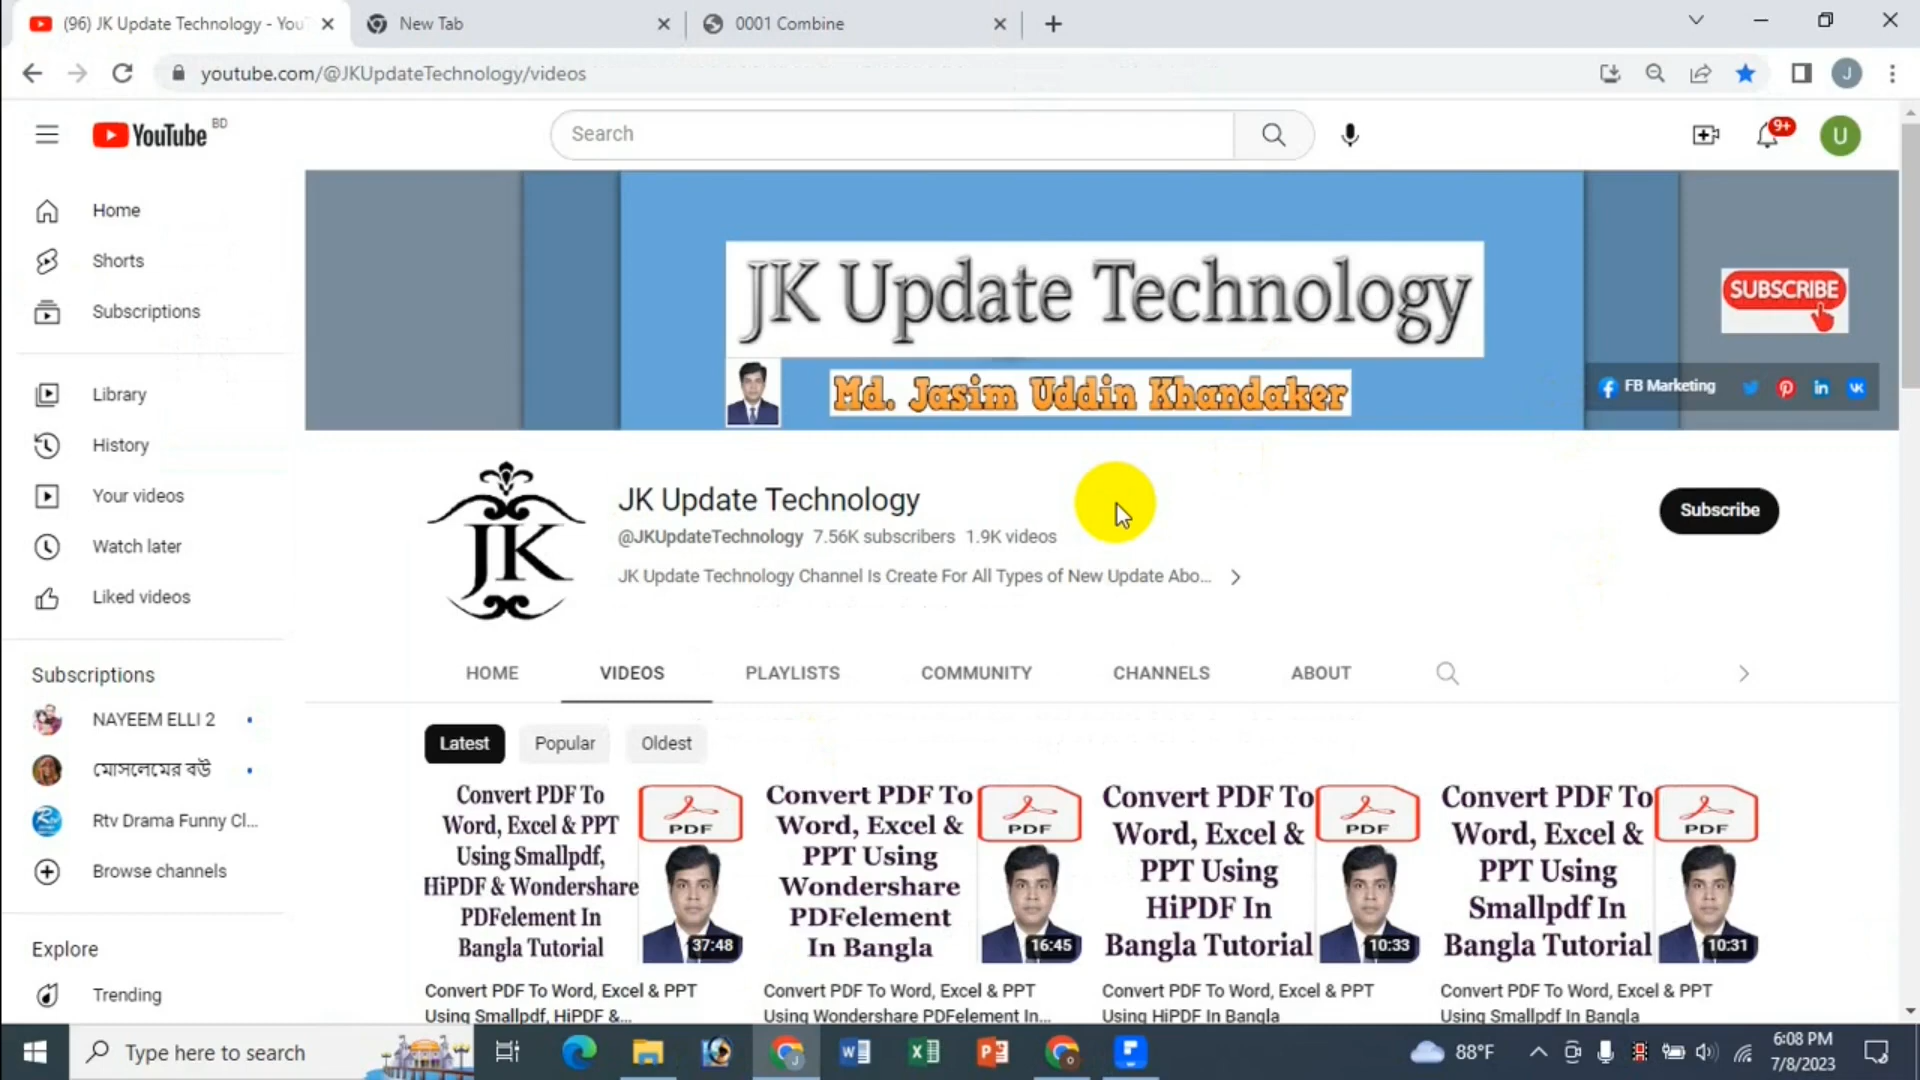 (96) JK Update Technology - You
New Tab
0001 Combine
youtube.com/@JKUpdateTechnology/videos
J
YouTube BD
Search
9+
U
Home
Shorts
Subscriptions
Library
History
Your videos
Watch later
Liked videos
Subscriptions
NAYEEM ELLI 2
মোসলেমের বউ
Rtv Drama Funny Cl...
Browse channels
Explore
Trending
JK Update Technology
Md. Jasim Uddin Khandaker
SUBSCRIBE
FB Marketing
JK
JK Update Technology
@JKUpdateTechnology 7.56K subscribers 1.9K videos
JK Update Technology Channel Is Create For All Types of New Update Abo...
Subscribe
HOME VIDEOS PLAYLISTS COMMUNITY CHANNELS ABOUT
Latest Popular Oldest
Convert PDF To
Word, Excel & PPT
Using Smallpdf,
HiPDF & Wondershare
PDFelement In
Bangla Tutorial
PDF
37:48
Convert PDF To Word, Excel & PPT
Using Smallpdf, HiPDF &...
Convert PDF To
Word, Excel &
PPT Using
Wondershare
PDFelement
In Bangla
PDF
16:45
Convert PDF To Word, Excel & PPT
Using Wondershare PDFelement In...
Convert PDF To
Word, Excel &
PPT Using
HiPDF In
Bangla Tutorial
PDF
10:33
Convert PDF To Word, Excel & PPT
Using HiPDF In Bangla
Convert PDF To
Word, Excel &
PPT Using
Smallpdf In
Bangla Tutorial
PDF
10:31
Convert PDF To Word, Excel & PPT
Using Smallpdf In Bangla
Type here to search
88°F
6:08 PM
7/8/2023